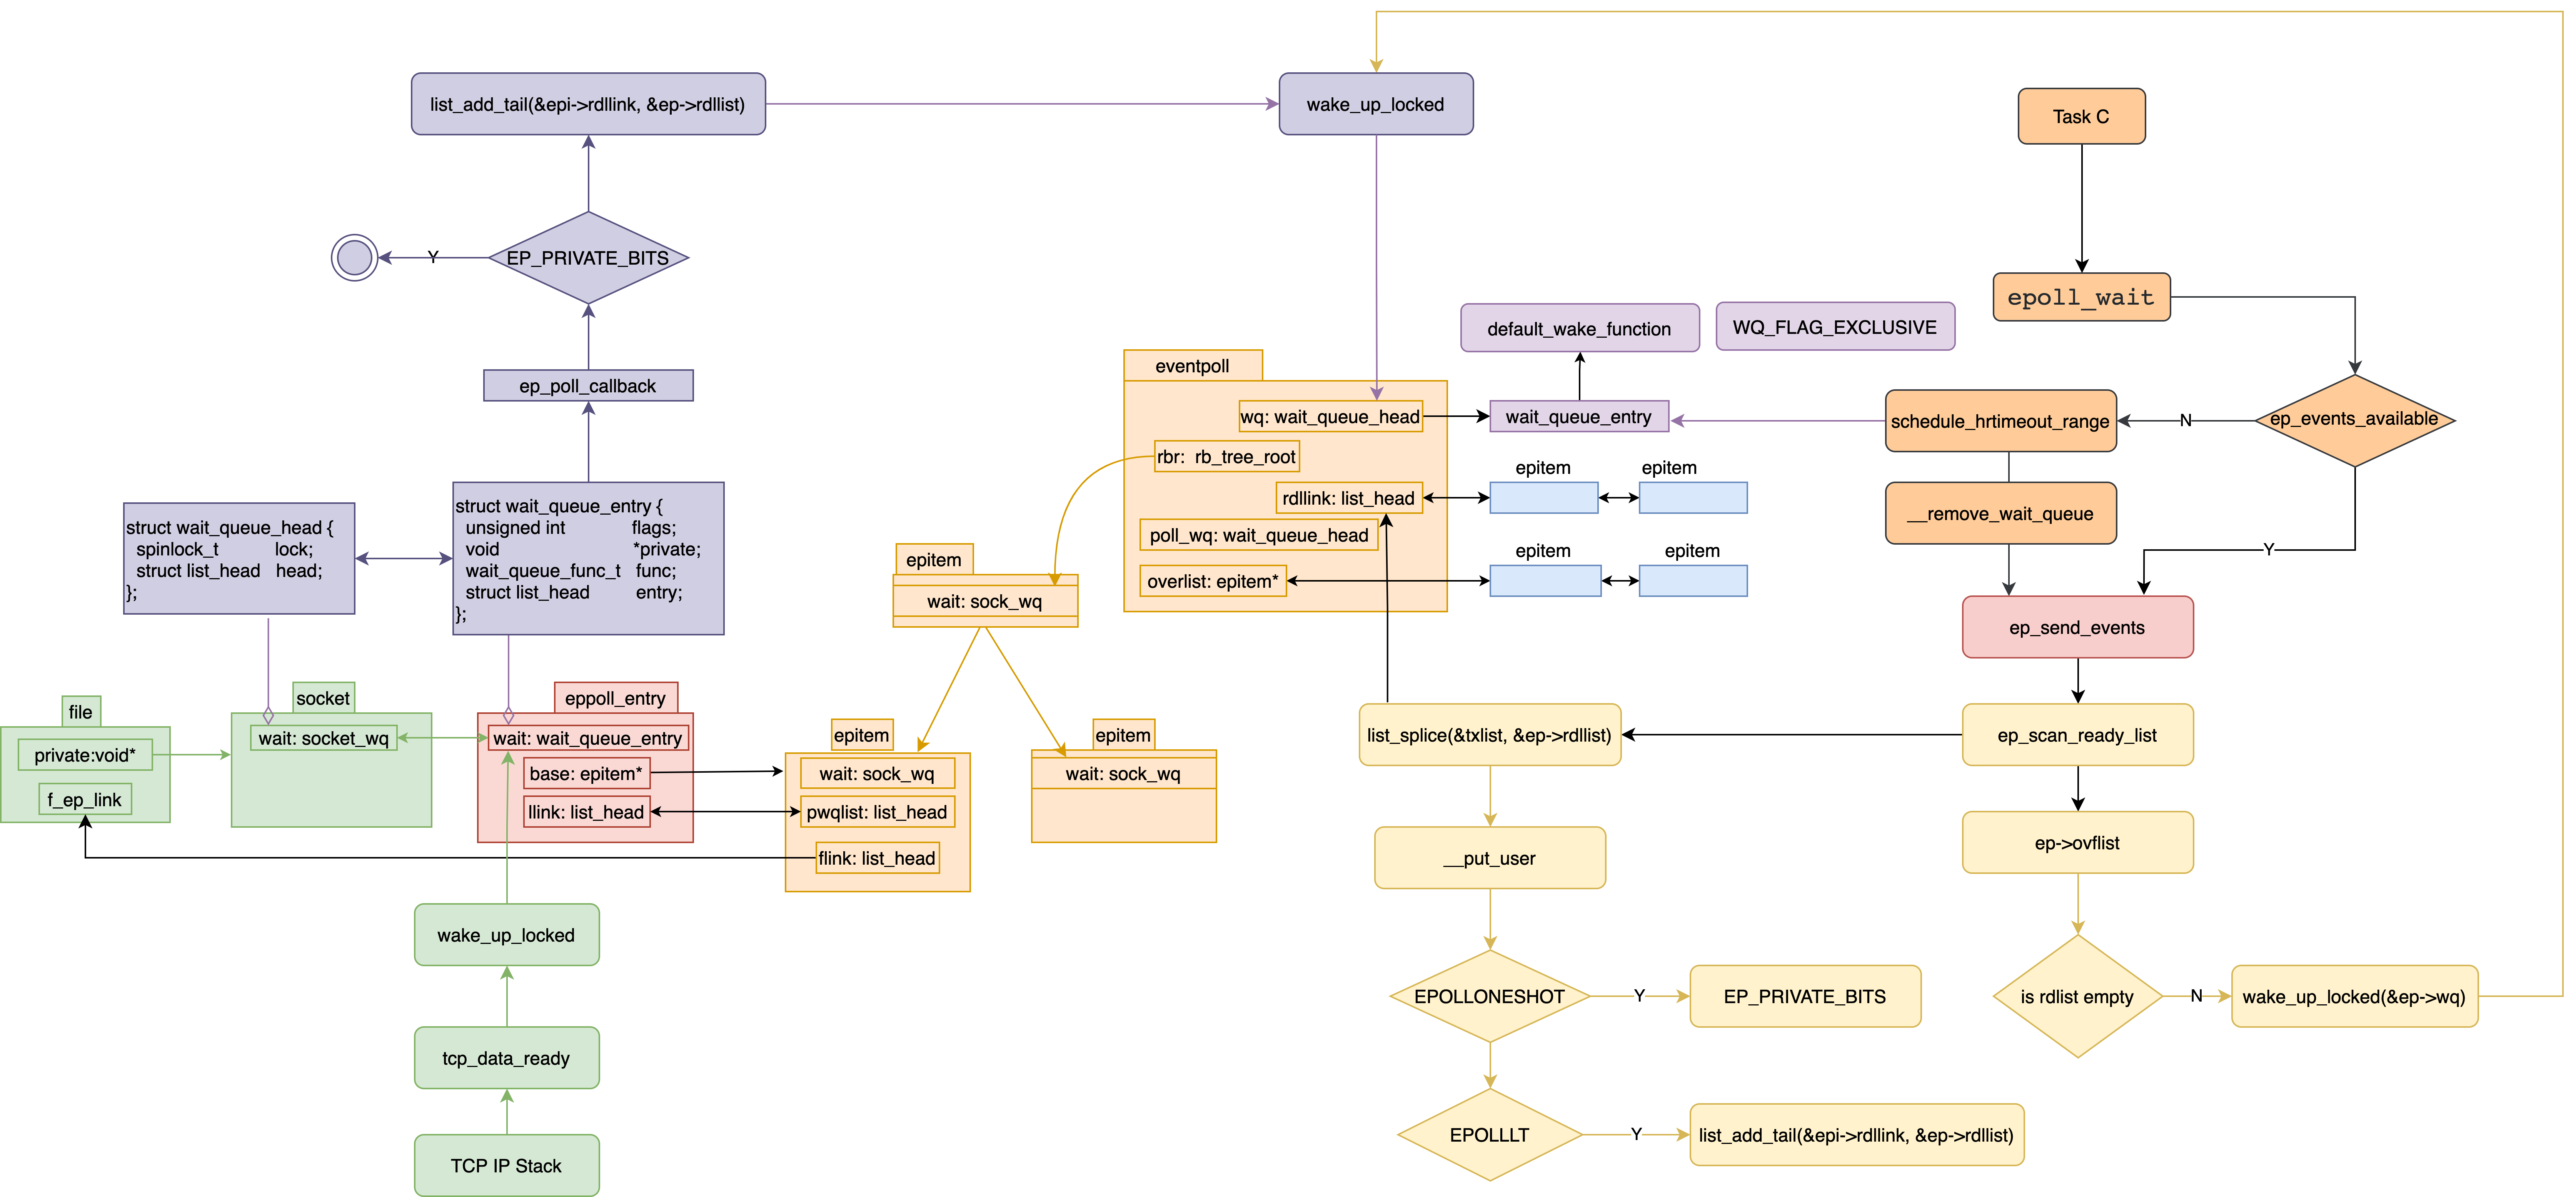 list_add_tail(&epi->rdllink, &ep->rdllist)
wake_up_locked
Task C
EP_PRIVATE_BITS
Y
epoll_wait
default_wake_function
WQ_FLAG_EXCLUSIVE
ep_poll_callback
eventpoll
wq: wait_queue_head
wait_queue_entry
schedule_hrtimeout_range
N
ep_events_available
rbr: rb_tree_root
epitem
epitem
rdllink: list_head
__remove_wait_queue
poll_wq: wait_queue_head
Y
epitem
epitem
overlist: epitem*
struct wait_queue_head {
spinlock_t lock;
struct list_head head;
};
struct wait_queue_entry {
unsigned int flags;
void *private;
wait_queue_func_t func;
struct list_head entry;
};
epitem
wait: sock_wq
ep_send_events
file
private:void*
f_ep_link
socket
wait: socket_wq
eppoll_entry
wait: wait_queue_entry
base: epitem*
llink: list_head
epitem
wait: sock_wq
pwqlist: list_head
flink: list_head
epitem
wait: sock_wq
list_splice(&txlist, &ep->rdllist)
ep_scan_ready_list
__put_user
ep->ovflist
wake_up_locked
EPOLLONESHOT
Y
EP_PRIVATE_BITS
is rdlist empty
N
wake_up_locked(&ep->wq)
tcp_data_ready
EPOLLLT
Y
list_add_tail(&epi->rdllink, &ep->rdllist)
TCP IP Stack